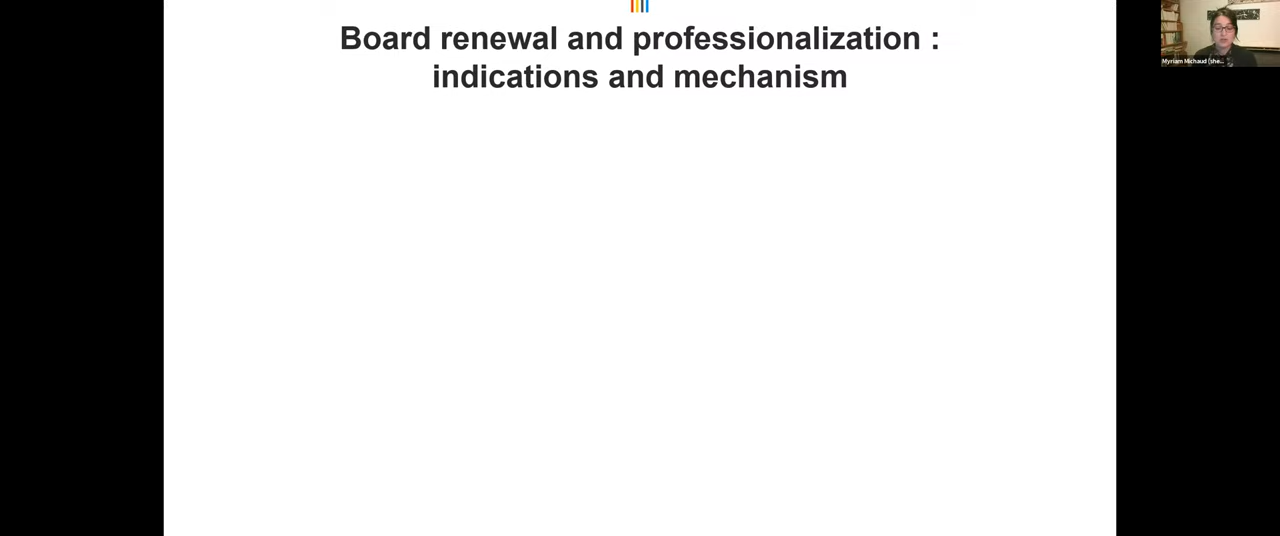 Board renewal and professionalization :
indications and mechanism
Myriam Michaud (she...